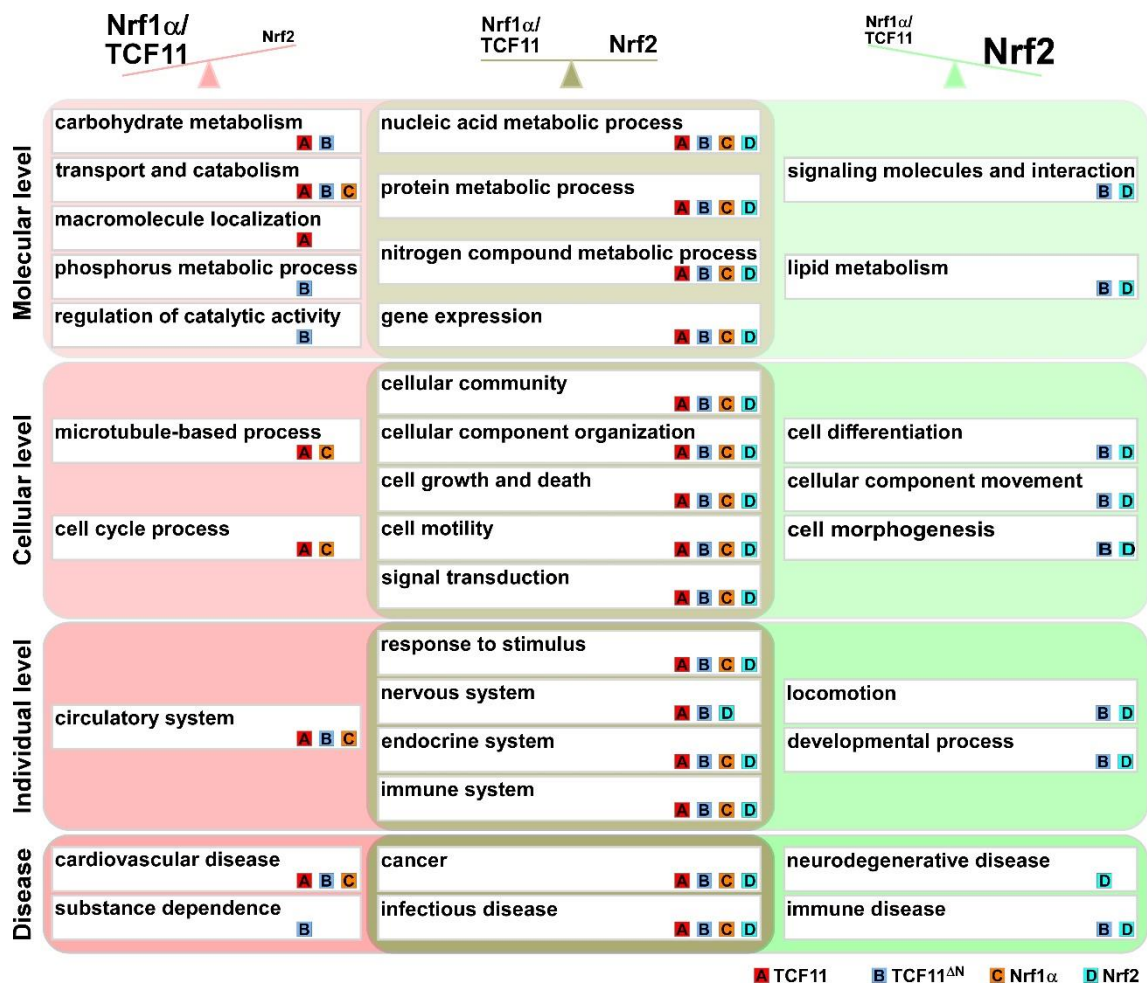 Nrf1α/
TCF11
Nrf2
Nrf1α/
TCF11
Nrf2
Nrf1α/
TCF11
Nrf2
Molecular level
carbohydrate metabolism
A B
transport and catabolism
A B C
macromolecule localization
A
phosphorus metabolic process
B
regulation of catalytic activity
B
nucleic acid metabolic process
A B C D
protein metabolic process
A B C D
nitrogen compound metabolic process
A B C D
gene expression
A B C D
signaling molecules and interaction
B D
lipid metabolism
B D
Cellular level
microtubule-based process
A C
cell cycle process
A C
cellular community
A B C D
cellular component organization
A B C D
cell growth and death
A B C D
cell motility
A B C D
signal transduction
A B C D
cell differentiation
B D
cellular component movement
B D
cell morphogenesis
B D
Individual level
circulatory system
A B C
response to stimulus
A B C D
nervous system
A B D
endocrine system
A B C D
immune system
A B C D
locomotion
B D
developmental process
B D
Disease
cardiovascular disease
A B C
substance dependence
B
cancer
A B C D
infectious disease
A B C D
neurodegenerative disease
D
immune disease
B D
A TCF11 B TCF11ΔN C Nrf1α D Nrf2